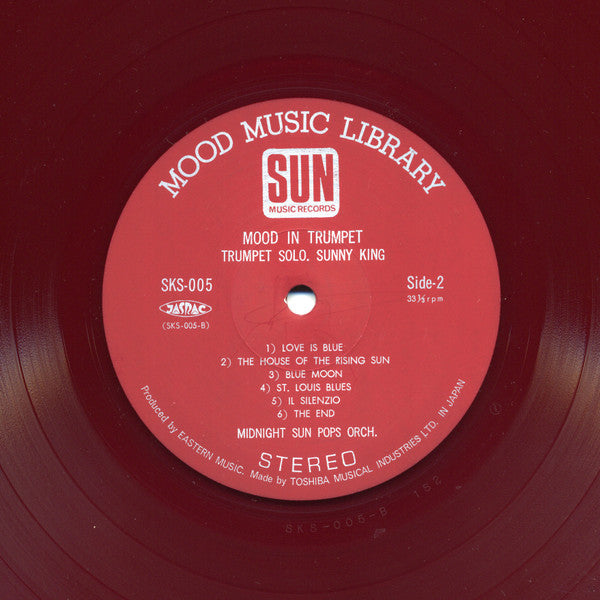 MOOD MUSIC LIBRARY
SUN
MUSIC RECORDS
MOOD IN TRUMPET
TRUMPET SOLO. SUNNY KING
SKS-005
Side-2
JASRAC
33⅓rpm
(SKS-005-B)
1) LOVE IS BLUE
2) THE HOUSE OF THE RISING SUN
3) BLUE MOON
4) ST. LOUIS BLUES
5) IL SILENZIO
6) THE END
MIDNIGHT SUN POPS ORCH.
STEREO
Produced by EASTERN MUSIC. Made by TOSHIBA MUSICAL INDUSTRIES LTD. IN JAPAN
SKS-005-B 152